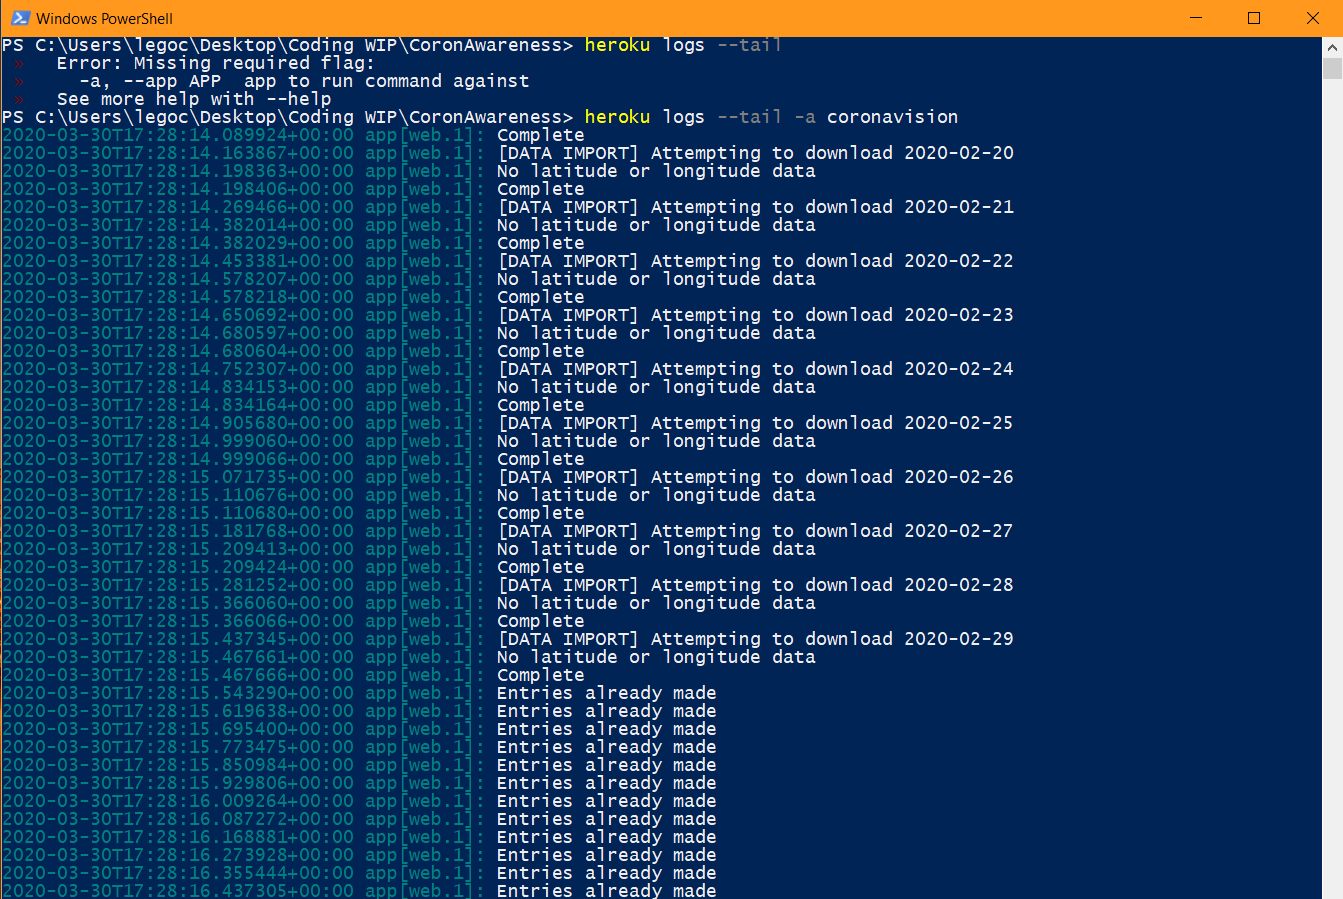 Windows PowerShell
PS C:\Users\legoc\Desktop\Coding WIP\CoronAwareness> heroku logs --tail
»   Error: Missing required flag:
»     -a, --app APP  app to run command against
»   See more help with --help
PS C:\Users\legoc\Desktop\Coding WIP\CoronAwareness> heroku logs --tail -a coronavision
2020-03-30T17:28:14.089924+00:00 app[web.1]: Complete
2020-03-30T17:28:14.163867+00:00 app[web.1]: [DATA IMPORT] Attempting to download 2020-02-20
2020-03-30T17:28:14.198363+00:00 app[web.1]: No latitude or longitude data
2020-03-30T17:28:14.198406+00:00 app[web.1]: Complete
2020-03-30T17:28:14.269466+00:00 app[web.1]: [DATA IMPORT] Attempting to download 2020-02-21
2020-03-30T17:28:14.382014+00:00 app[web.1]: No latitude or longitude data
2020-03-30T17:28:14.382029+00:00 app[web.1]: Complete
2020-03-30T17:28:14.453381+00:00 app[web.1]: [DATA IMPORT] Attempting to download 2020-02-22
2020-03-30T17:28:14.578207+00:00 app[web.1]: No latitude or longitude data
2020-03-30T17:28:14.578218+00:00 app[web.1]: Complete
2020-03-30T17:28:14.650692+00:00 app[web.1]: [DATA IMPORT] Attempting to download 2020-02-23
2020-03-30T17:28:14.680597+00:00 app[web.1]: No latitude or longitude data
2020-03-30T17:28:14.680604+00:00 app[web.1]: Complete
2020-03-30T17:28:14.752307+00:00 app[web.1]: [DATA IMPORT] Attempting to download 2020-02-24
2020-03-30T17:28:14.834153+00:00 app[web.1]: No latitude or longitude data
2020-03-30T17:28:14.834164+00:00 app[web.1]: Complete
2020-03-30T17:28:14.905680+00:00 app[web.1]: [DATA IMPORT] Attempting to download 2020-02-25
2020-03-30T17:28:14.999060+00:00 app[web.1]: No latitude or longitude data
2020-03-30T17:28:14.999066+00:00 app[web.1]: Complete
2020-03-30T17:28:15.071735+00:00 app[web.1]: [DATA IMPORT] Attempting to download 2020-02-26
2020-03-30T17:28:15.110676+00:00 app[web.1]: No latitude or longitude data
2020-03-30T17:28:15.110680+00:00 app[web.1]: Complete
2020-03-30T17:28:15.181768+00:00 app[web.1]: [DATA IMPORT] Attempting to download 2020-02-27
2020-03-30T17:28:15.209413+00:00 app[web.1]: No latitude or longitude data
2020-03-30T17:28:15.209424+00:00 app[web.1]: Complete
2020-03-30T17:28:15.281252+00:00 app[web.1]: [DATA IMPORT] Attempting to download 2020-02-28
2020-03-30T17:28:15.366060+00:00 app[web.1]: No latitude or longitude data
2020-03-30T17:28:15.366066+00:00 app[web.1]: Complete
2020-03-30T17:28:15.437345+00:00 app[web.1]: [DATA IMPORT] Attempting to download 2020-02-29
2020-03-30T17:28:15.467661+00:00 app[web.1]: No latitude or longitude data
2020-03-30T17:28:15.467666+00:00 app[web.1]: Complete
2020-03-30T17:28:15.543290+00:00 app[web.1]: Entries already made
2020-03-30T17:28:15.619638+00:00 app[web.1]: Entries already made
2020-03-30T17:28:15.695400+00:00 app[web.1]: Entries already made
2020-03-30T17:28:15.773475+00:00 app[web.1]: Entries already made
2020-03-30T17:28:15.850984+00:00 app[web.1]: Entries already made
2020-03-30T17:28:15.929806+00:00 app[web.1]: Entries already made
2020-03-30T17:28:16.009264+00:00 app[web.1]: Entries already made
2020-03-30T17:28:16.087272+00:00 app[web.1]: Entries already made
2020-03-30T17:28:16.168881+00:00 app[web.1]: Entries already made
2020-03-30T17:28:16.273928+00:00 app[web.1]: Entries already made
2020-03-30T17:28:16.355444+00:00 app[web.1]: Entries already made
2020-03-30T17:28:16.437305+00:00 app[web.1]: Entries already made